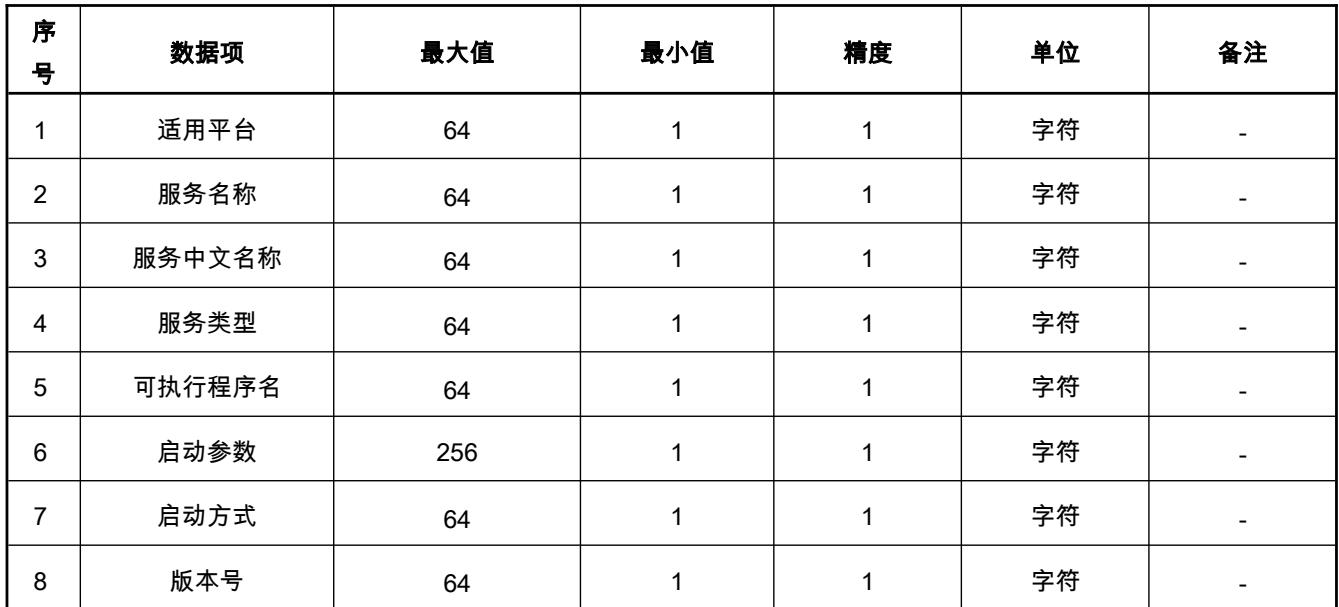 序号 数据项 最大值 最小值 精度 单位 备注
1 适用平台 64 1 1 字符 -
2 服务名称 64 1 1 字符 -
3 服务中文名称 64 1 1 字符 -
4 服务类型 64 1 1 字符 -
5 可执行程序名 64 1 1 字符 -
6 启动参数 256 1 1 字符 -
7 启动方式 64 1 1 字符 -
8 版本号 64 1 1 字符 -